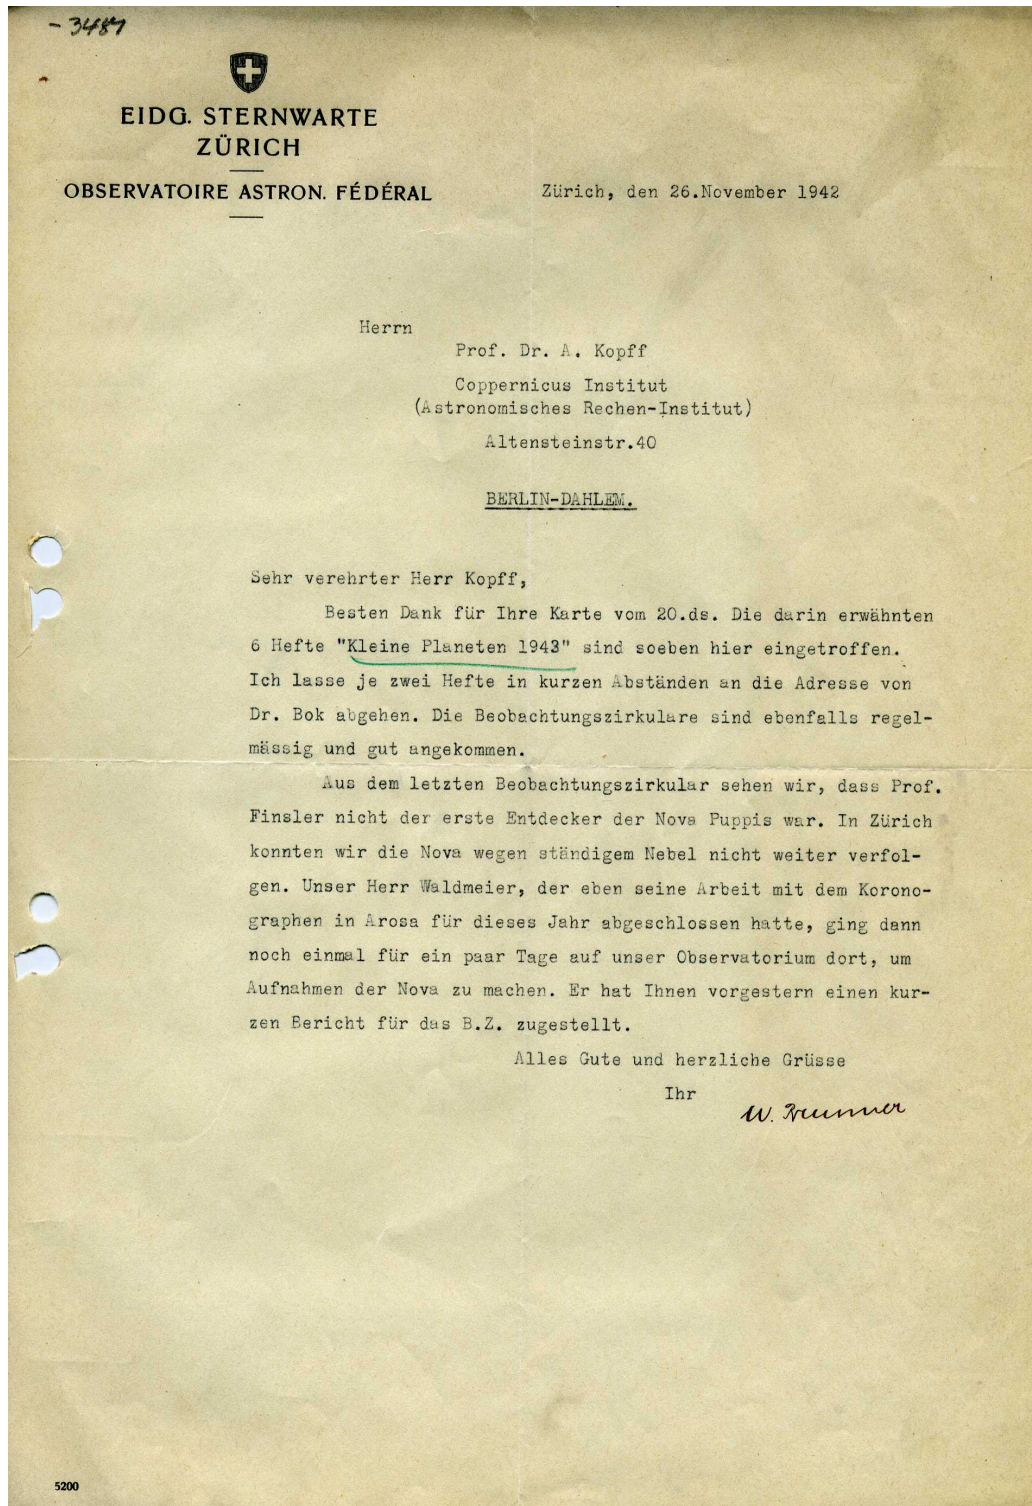 - 3487
EIDG. STERNWARTE
ZÜRICH
OBSERVATOIRE ASTRON. FÉDÉRAL
Zürich, den 26.November 1942
Herrn
Prof. Dr. A. Kopff
Coppernicus Institut
(Astronomisches Rechen-Institut)
Altensteinstr.40
BERLIN-DAHLEM.
Sehr verehrter Herr Kopff,
Besten Dank für Ihre Karte vom 20.ds. Die darin erwähnten
6 Hefte "Kleine Planeten 1943" sind soeben hier eingetroffen.
Ich lasse je zwei Hefte in kurzen Abständen an die Adresse von
Dr. Bok abgehen. Die Beobachtungszirkulare sind ebenfalls regel-
mässig und gut angekommen.
Aus dem letzten Beobachtungszirkular sehen wir, dass Prof.
Finsler nicht der erste Entdecker der Nova Puppis war. In Zürich
konnten wir die Nova wegen ständigem Nebel nicht weiter verfol-
gen. Unser Herr Waldmeier, der eben seine Arbeit mit dem Korono-
graphen in Arosa für dieses Jahr abgeschlossen hatte, ging dann
noch einmal für ein paar Tage auf unser Observatorium dort, um
Aufnahmen der Nova zu machen. Er hat Ihnen vorgestern einen kur-
zen Bericht für das B.Z. zugestellt.
Alles Gute und herzliche Grüsse
Ihr
W. Brunner
5200